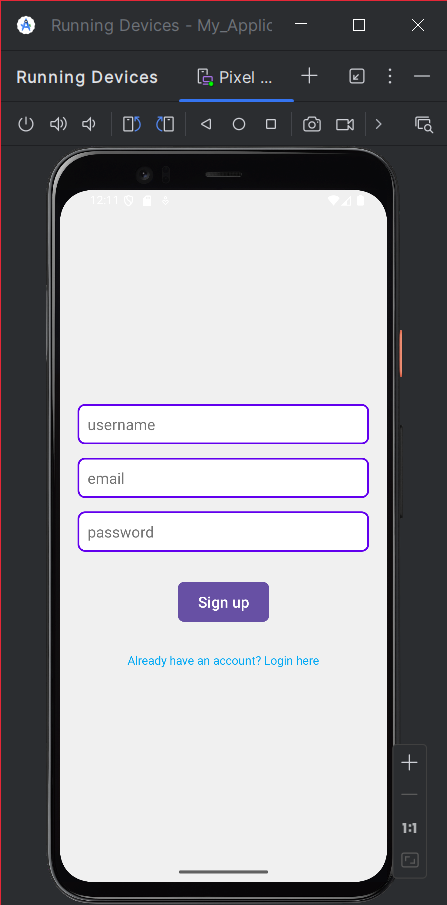 Running Devices - My_Applic
Running Devices
Pixel ...
12:11
username
email
password
Sign up
Already have an account? Login here
1:1